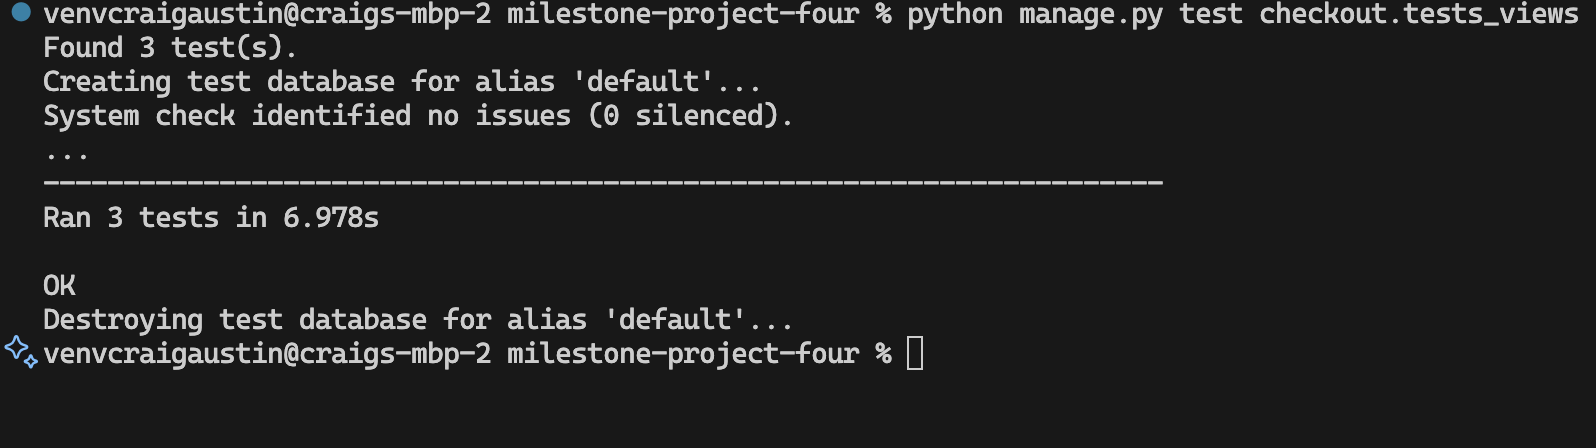 venvcraigaustin@craigs-mbp-2 milestone-project-four % python manage.py test checkout.tests_views
Found 3 test(s).
Creating test database for alias 'default'...
System check identified no issues (0 silenced).
...
----------------------------------------------------------------------
Ran 3 tests in 6.978s
OK
Destroying test database for alias 'default'...
venvcraigaustin@craigs-mbp-2 milestone-project-four %